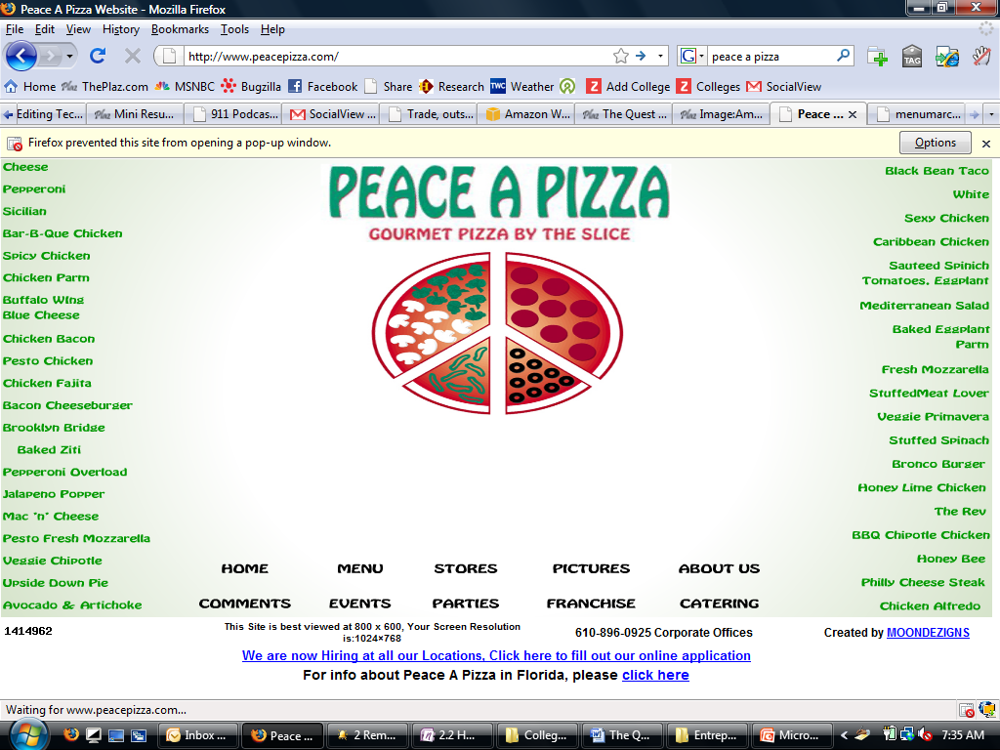 Peace A Pizza Website - Mozilla Firefox
File Edit View History Bookmarks Tools Help
http://www.peacepizza.com/
G peace a pizza
TAG
Home Plaz ThePlaz.com MSNBC Bugzilla Facebook Share Research TWC Weather Z Add College Z Colleges SocialView
Editing Tec... Plaz Mini Resu... 911 Podcas... SocialView ... Trade, outs... Amazon W... Plaz The Quest ... Plaz Image:Am... Peace ... menumarc...
Firefox prevented this site from opening a pop-up window. Options
PEACE A PIZZA
GOURMET PIZZA BY THE SLICE
Cheese
Pepperoni
Sicilian
Bar-B-Que Chicken
Spicy Chicken
Chicken Parm
Buffalo Wing
Blue Cheese
Chicken Bacon
Pesto Chicken
Chicken Fajita
Bacon Cheeseburger
Brooklyn Bridge
Baked Ziti
Pepperoni Overload
Jalapeno Popper
Mac 'n' Cheese
Pesto Fresh Mozzarella
Veggie Chipotle
Upside Down Pie
Avocado & Artichoke
Black Bean Taco
White
Sexy Chicken
Caribbean Chicken
Sauteed Spinich
Tomatoes, Eggplant
Mediterranean Salad
Baked Eggplant
Parm
Fresh Mozzarella
StuffedMeat Lover
Veggie Primavera
Stuffed Spinach
Bronco Burger
Honey Lime Chicken
The Rev
BBQ Chipotle Chicken
Honey Bee
Philly Cheese Steak
Chicken Alfredo
HOME MENU STORES PICTURES ABOUT US
COMMENTS EVENTS PARTIES FRANCHISE CATERING
1414962
This Site is best viewed at 800 x 600, Your Screen Resolution
is:1024×768
610-896-0925 Corporate Offices
Created by MOONDEZIGNS
We are now Hiring at all our Locations, Click here to fill out our online application
For info about Peace A Pizza in Florida, please click here
Waiting for www.peacepizza.com...
Inbox ... Peace ... 2 Rem... 2.2 H... Colleg... The Q... Entrep... Micro... 7:35 AM